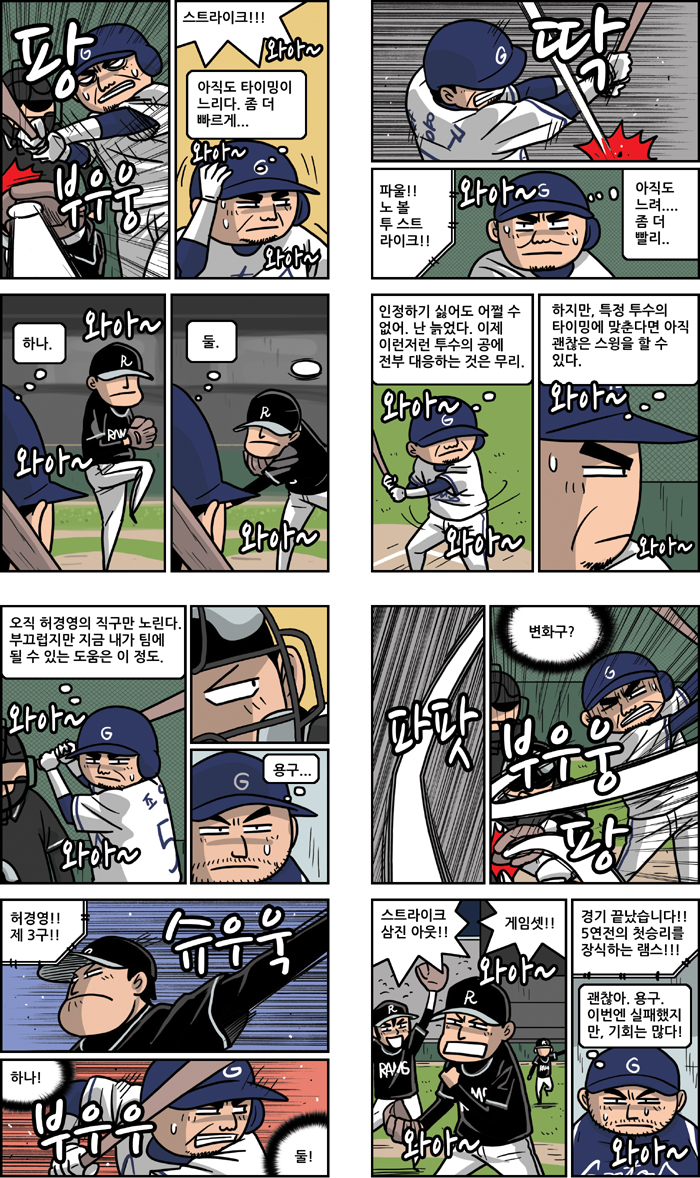 팡
G
부우웅
스트라이크!!!
와아~
아직도 타이밍이
느리다. 좀 더
빠르게...
와아~
G
와아~
G
딱
파울!!
노 볼
투 스트
라이크!!
와아~
G
아직도
느려....
좀 더
빨리..
하나.
와아~
R
RAM
와아~
둘.
R
와아~
인정하기 싫어도 어쩔 수
없어. 난 늙었다. 이제
이런저런 투수의 공에
전부 대응하는 것은 무리.
와아~
G
와아~
하지만, 특정 투수의
타이밍에 맞춘다면 아직
괜찮은 스윙을 할 수
있다.
와아~
와아~
오직 허경영의 직구만 노린다.
부끄럽지만 지금 내가 팀에
될 수 있는 도움은 이 정도.
와아~
G
5
와아~
용구...
G
파팟
변화구?
G
부우웅
팡
허경영!!
제 3구!!
슈우욱
하나!
G
부우우
둘!
스트라이크
삼진 아웃!!
게임셋!!
와아~
R
R
RAMS
와아~
경기 끝났습니다!!
5연전의 첫승리를
장식하는 램스!!!
괜찮아. 용구.
이번엔 실패했지
만, 기회는 많다!
G
와아~